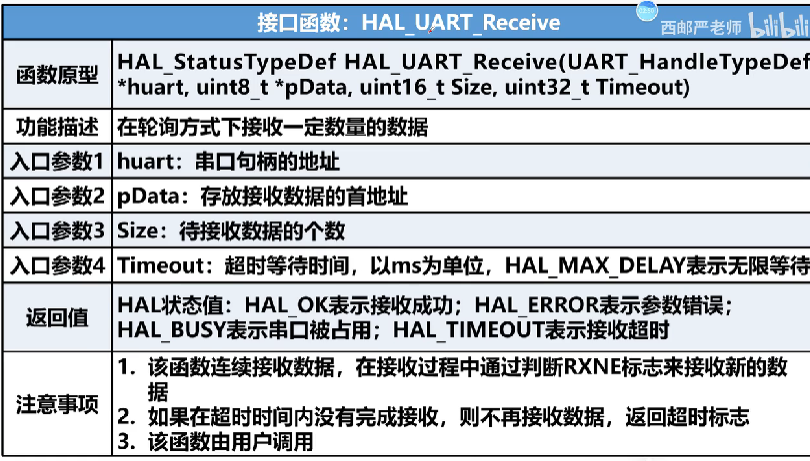 接口函数：HAL_UART_Receive
西邮严老师 bilibili
函数原型
HAL_StatusTypeDef HAL_UART_Receive(UART_HandleTypeDef
*huart, uint8_t *pData, uint16_t Size, uint32_t Timeout)
功能描述 在轮询方式下接收一定数量的数据
入口参数1 huart：串口句柄的地址
入口参数2 pData：存放接收数据的首地址
入口参数3 Size：待接收数据的个数
入口参数4 Timeout：超时等待时间，以ms为单位，HAL_MAX_DELAY表示无限等待
返回值
HAL状态值：HAL_OK表示接收成功；HAL_ERROR表示参数错误；
HAL_BUSY表示串口被占用；HAL_TIMEOUT表示接收超时
注意事项
1. 该函数连续接收数据，在接收过程中通过判断RXNE标志来接收新的数
据
2. 如果在超时时间内没有完成接收，则不再接收数据，返回超时标志
3. 该函数由用户调用